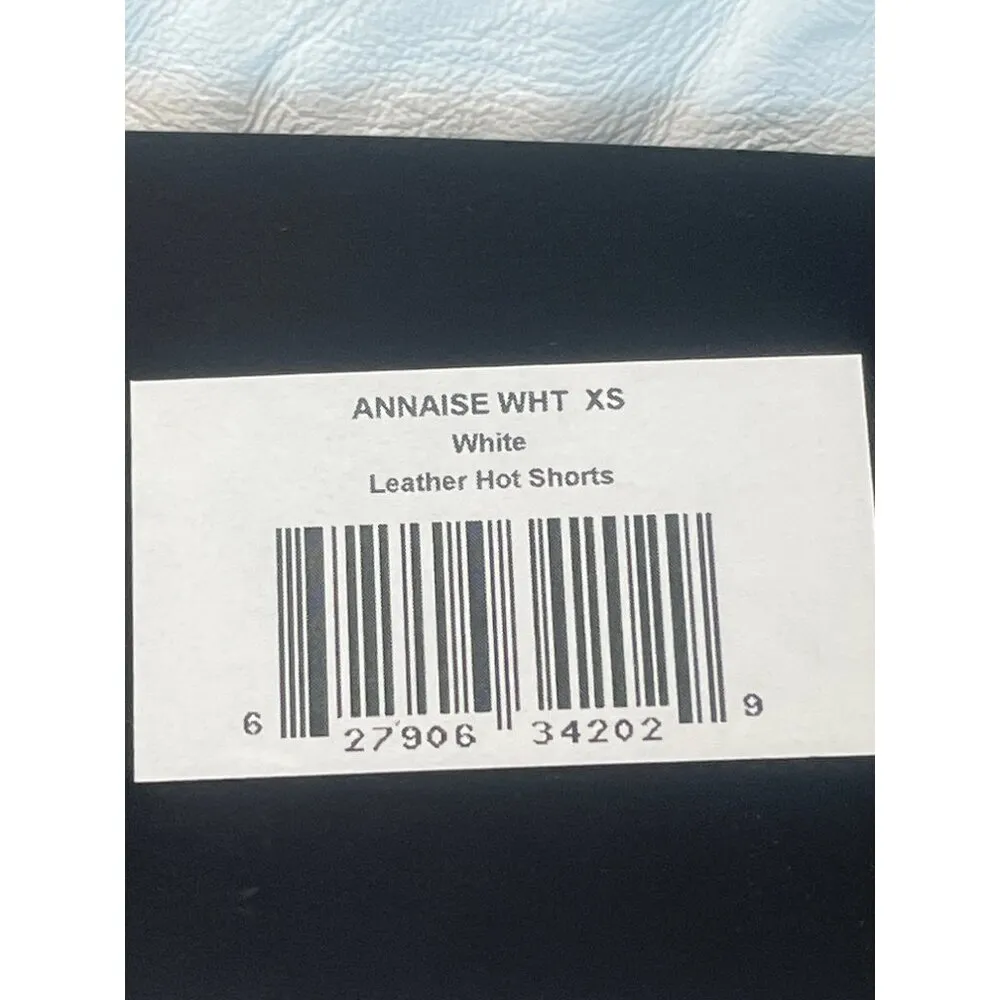 ANNAISE WHT XS
White
Leather Hot Shorts
6 27906 34202 9